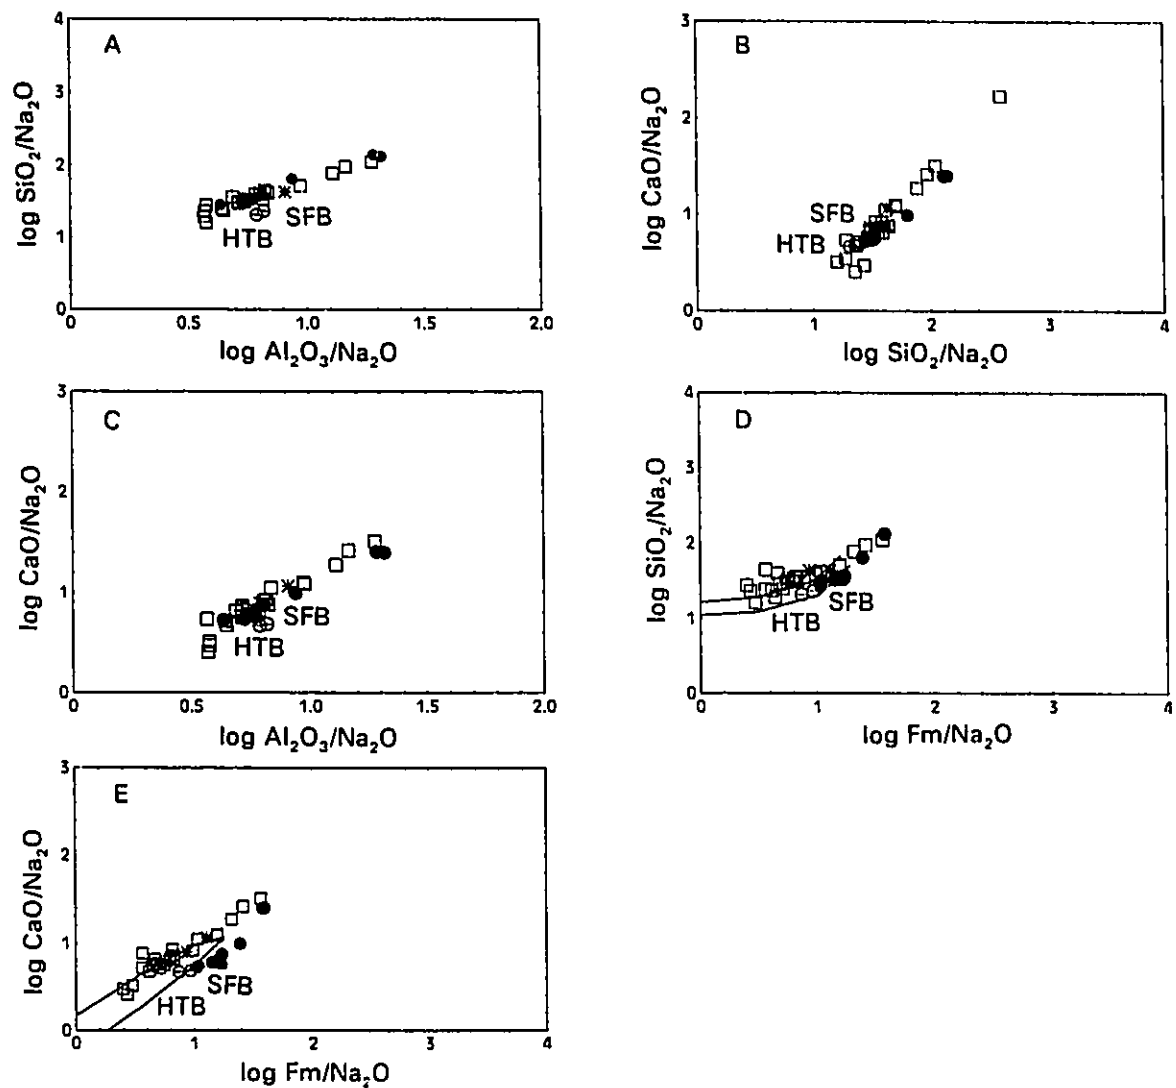 A
4
3
2
1
0
log SiO₂/Na₂O
SFB
HTB
0 0.5 1.0 1.5 2.0
log Al₂O₃/Na₂O
B
3
2
1
0
log CaO/Na₂O
SFB
HTB
0 1 2 3 4
log SiO₂/Na₂O
C
3
2
1
0
log CaO/Na₂O
SFB
HTB
0 0.5 1.0 1.5 2.0
log Al₂O₃/Na₂O
D
4
3
2
1
0
log SiO₂/Na₂O
HTB SFB
0 1 2 3 4
log Fm/Na₂O
E
3
2
1
0
log CaO/Na₂O
HTB SFB
0 1 2 3 4
log Fm/Na₂O